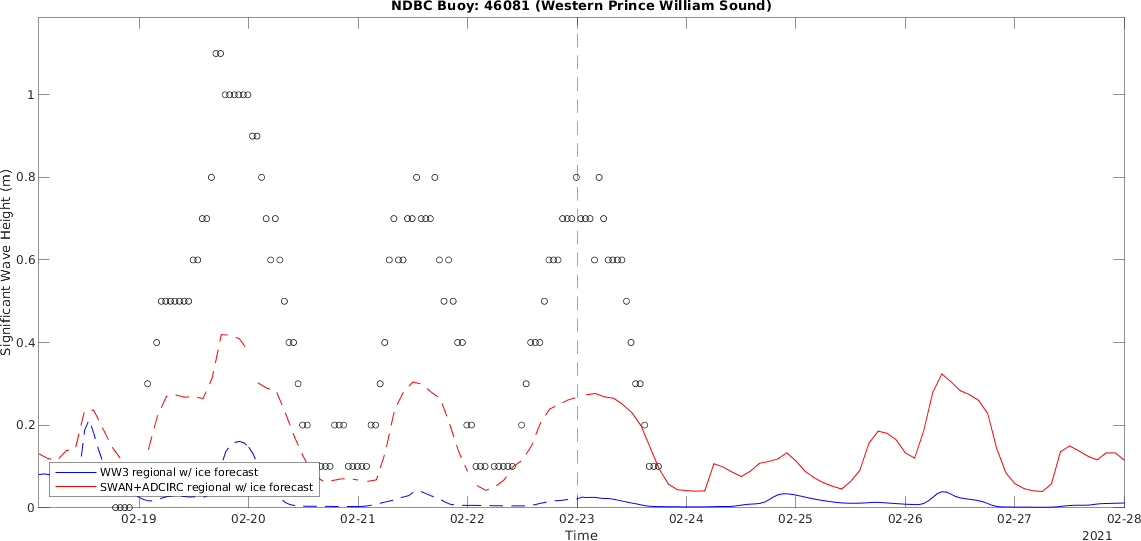 NDBC Buoy: 46081 (Western Prince William Sound)
Significant Wave Height (m)
1
0.8
0.6
0.4
0.2
0
WW3 regional w/ ice forecast
SWAN+ADCIRC regional w/ ice forecast
02-19 02-20 02-21 02-22 02-23 02-24 02-25 02-26 02-27 02-28
Time
2021